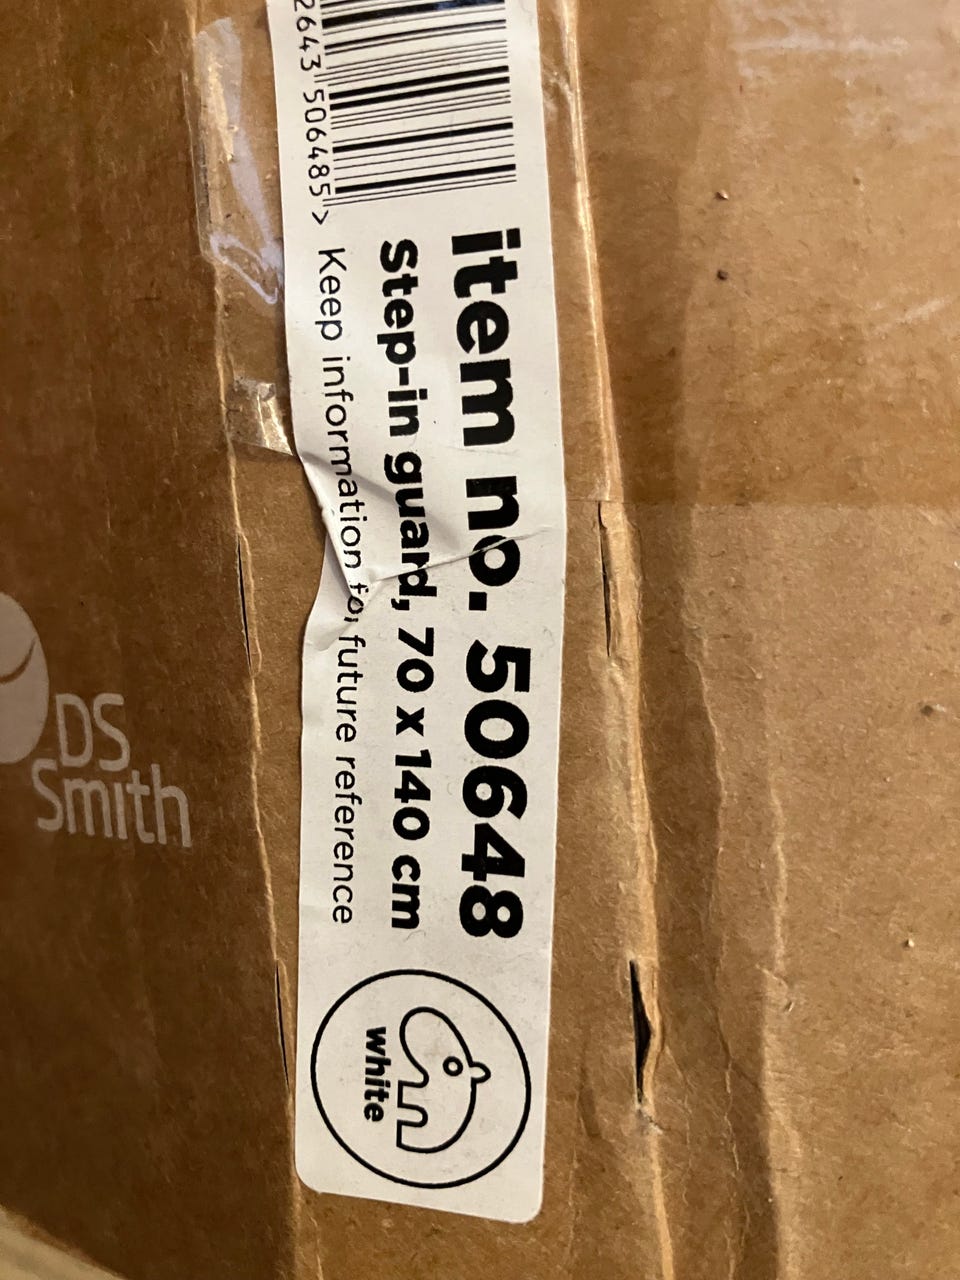 2643 506485 >
item no. 50648
Step-in guard, 70 x 140 cm
Keep information for future reference
white
DS
Smith